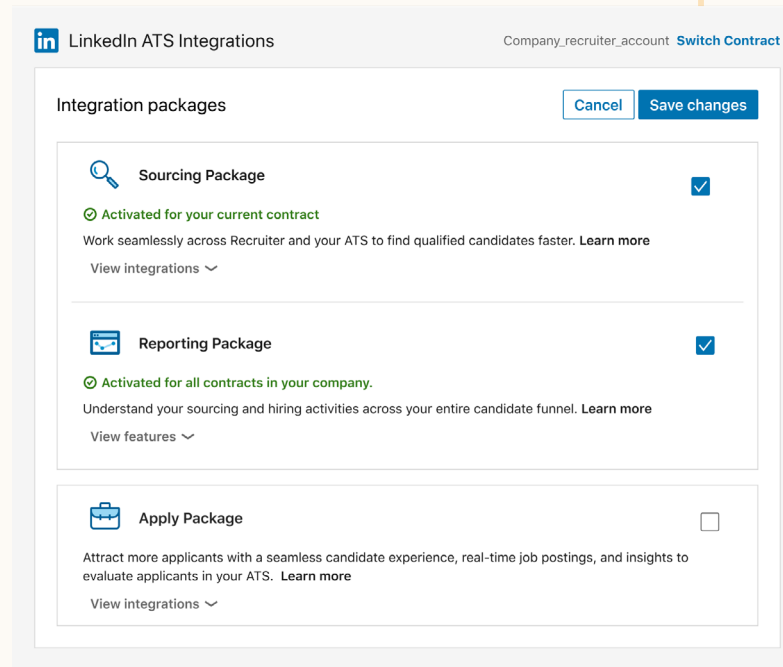 in LinkedIn ATS Integrations
Company_recruiter_account Switch Contract
Integration packages
Cancel
Save changes
Sourcing Package
Activated for your current contract
Work seamlessly across Recruiter and your ATS to find qualified candidates faster. Learn more
View integrations
Reporting Package
Activated for all contracts in your company.
Understand your sourcing and hiring activities across your entire candidate funnel. Learn more
View features
Apply Package
Attract more applicants with a seamless candidate experience, real-time job postings, and insights to
evaluate applicants in your ATS. Learn more
View integrations